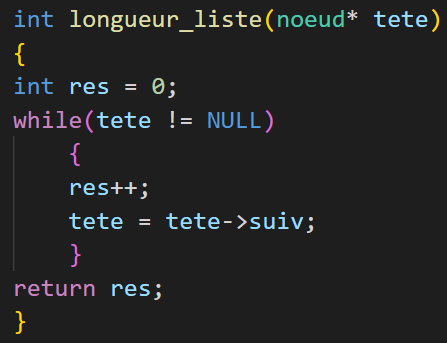 int longueur_liste(noeud* tete)
{
int res = 0;
while(tete != NULL)
    {
    res++;
    tete = tete->suiv;
    }
return res;
}